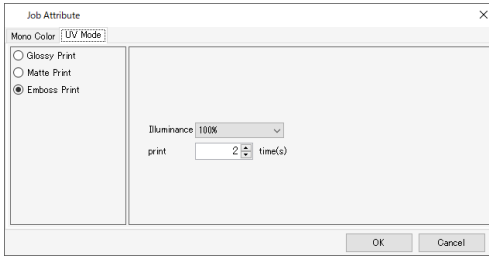 Job Attribute
Mono Color UV Mode
Glossy Print
Matte Print
Emboss Print
Illuminance 100%
print 2 time(s)
OK Cancel